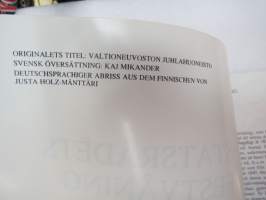 ORIGINALETS TITEL: VALTIONEUVOSTON JUHLAHUONEISTO
SVENSK ÖVERSÄTTNING: KAJ MIKANDER
DEUTSCHSPRACHIGER ABRISS AUS DEM FINNISCHEN VON
JUSTA HOLZ-MÄNTTÄRI